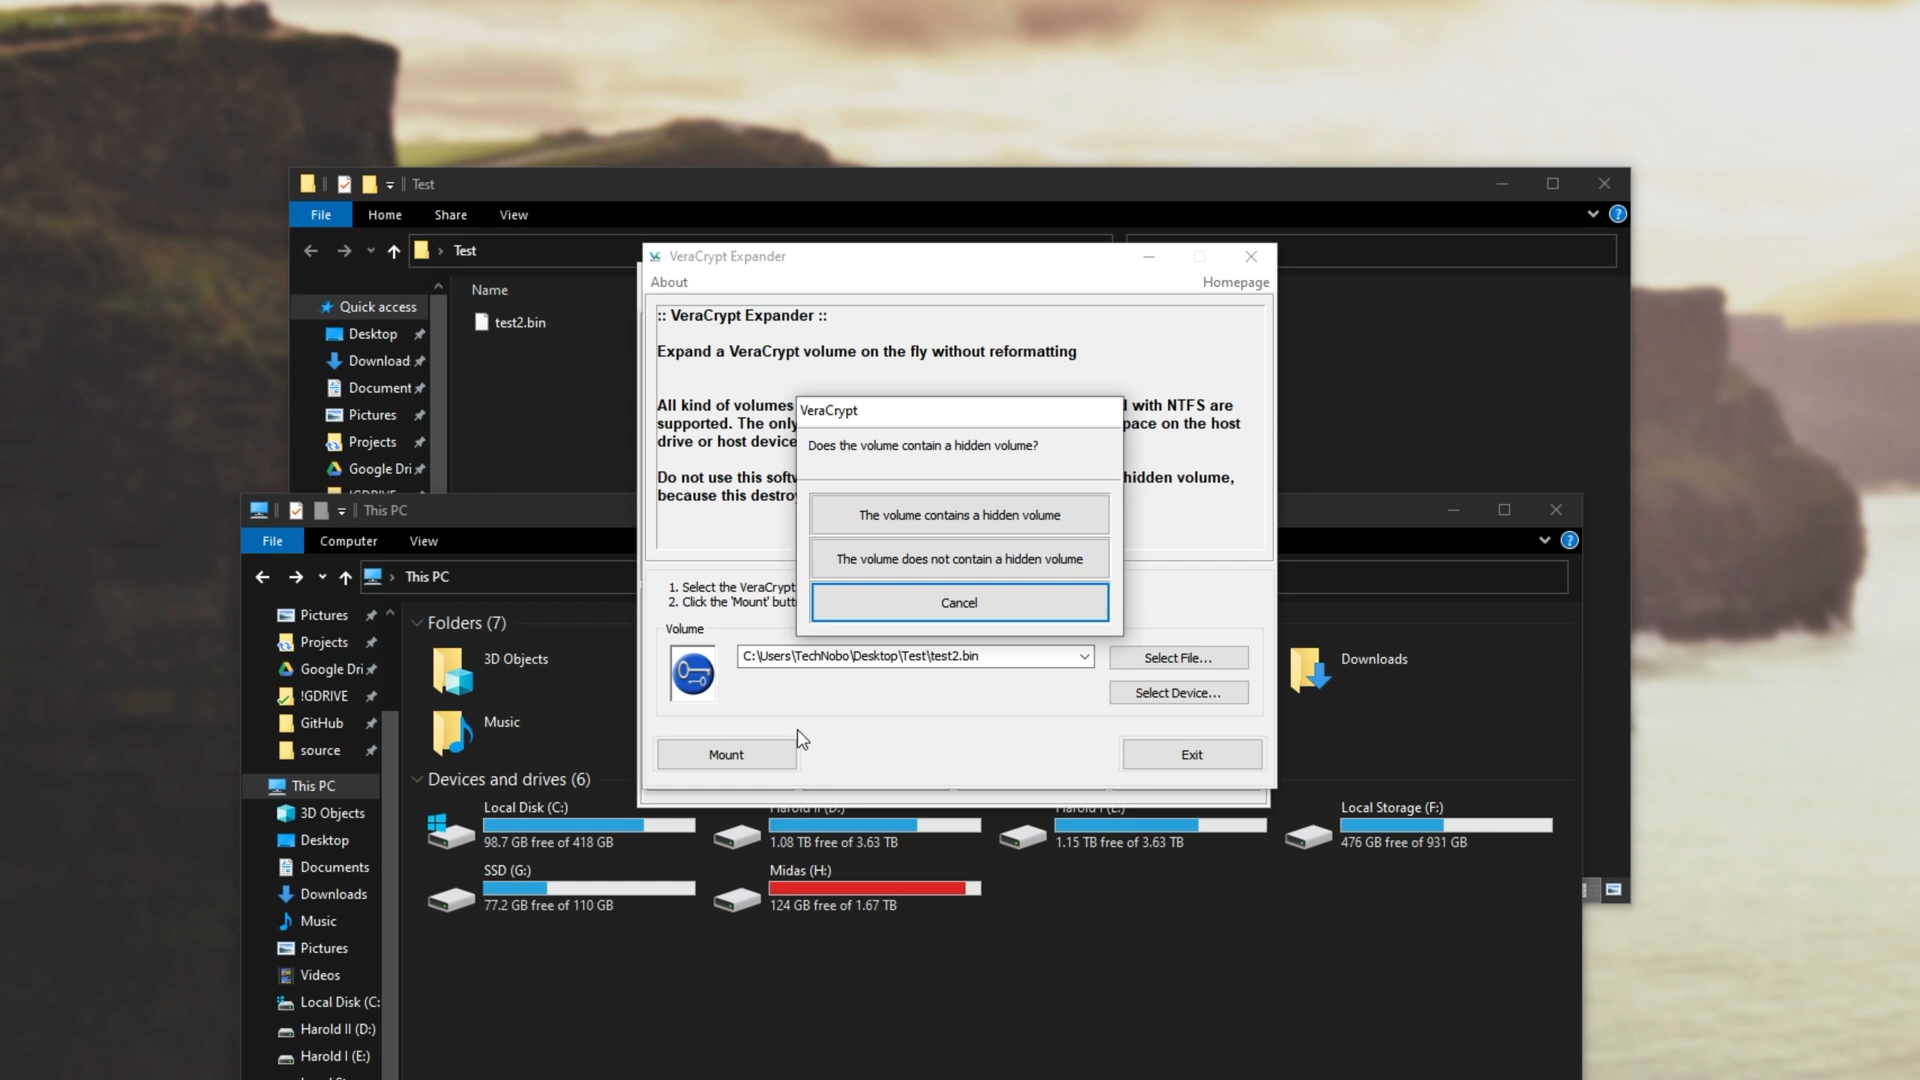 Test
File
Home
Share
View
Test
Name
Quick access
test2.bin
Desktop
Download
Document
Pictures
Projects
Google Dri
VeraCrypt Expander
About
Homepage
:: VeraCrypt Expander ::
Expand a VeraCrypt volume on the fly without reformatting
All kind of volumes
with NTFS are
supported. The only
pace on the host
drive or host device
Do not use this softw
hidden volume,
because this destro
VeraCrypt
Does the volume contain a hidden volume?
The volume contains a hidden volume
The volume does not contain a hidden volume
Cancel
1. Select the VeraCrypt
2. Click the 'Mount' butt
Volume
C:\Users\TechNobo\Desktop\Test\test2.bin
Select File...
Select Device...
Mount
Exit
This PC
File
Computer
View
This PC
Pictures
Projects
Google Dri
!GDRIVE
GitHub
source
This PC
3D Objects
Desktop
Documents
Downloads
Music
Pictures
Videos
Local Disk (C:
Harold II (D:)
Harold I (E:)
Folders (7)
3D Objects
Downloads
Music
Devices and drives (6)
Local Disk (C:)
98.7 GB free of 418 GB
Harold II (D:)
1.08 TB free of 3.63 TB
Harold I (E:)
1.15 TB free of 3.63 TB
Local Storage (F:)
476 GB free of 931 GB
SSD (G:)
77.2 GB free of 110 GB
Midas (H:)
124 GB free of 1.67 TB